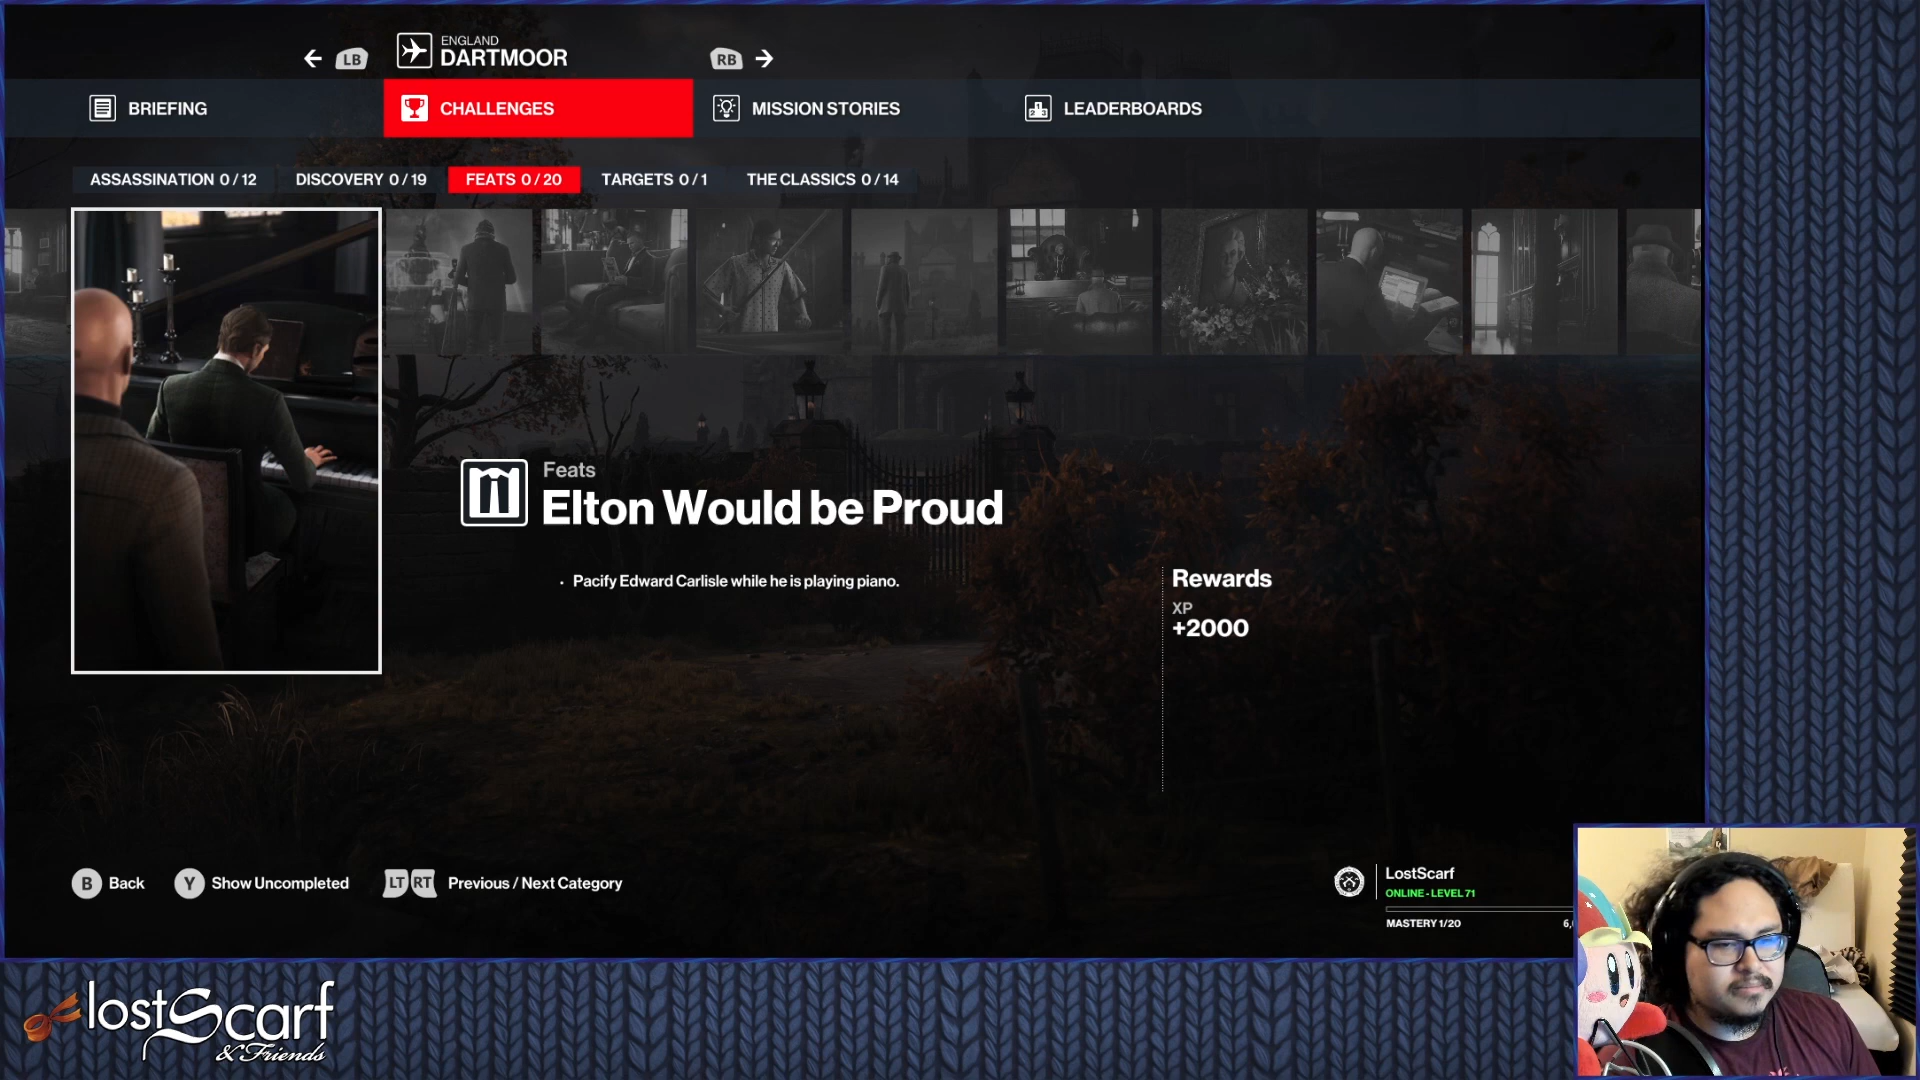 LB
ENGLAND
DARTMOOR
RB
BRIEFING
CHALLENGES
MISSION STORIES
LEADERBOARDS
ASSASSINATION 0 / 12
DISCOVERY 0 / 19
FEATS 0 / 20
TARGETS 0 / 1
THE CLASSICS 0 / 14
Feats
Elton Would be Proud
• Pacify Edward Carlisle while he is playing piano.
Rewards
XP
+2000
B Back
Y Show Uncompleted
LT RT Previous / Next Category
LostScarf
ONLINE - LEVEL 71
MASTERY 1/20
6,
lostScarf
& Friends